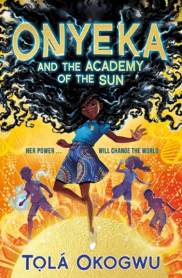 ONYEKA
AND THE ACADEMY
OF THE SUN
HER POWER... WILL CHANGE THE WORLD
TỌLÁ OKOGWU